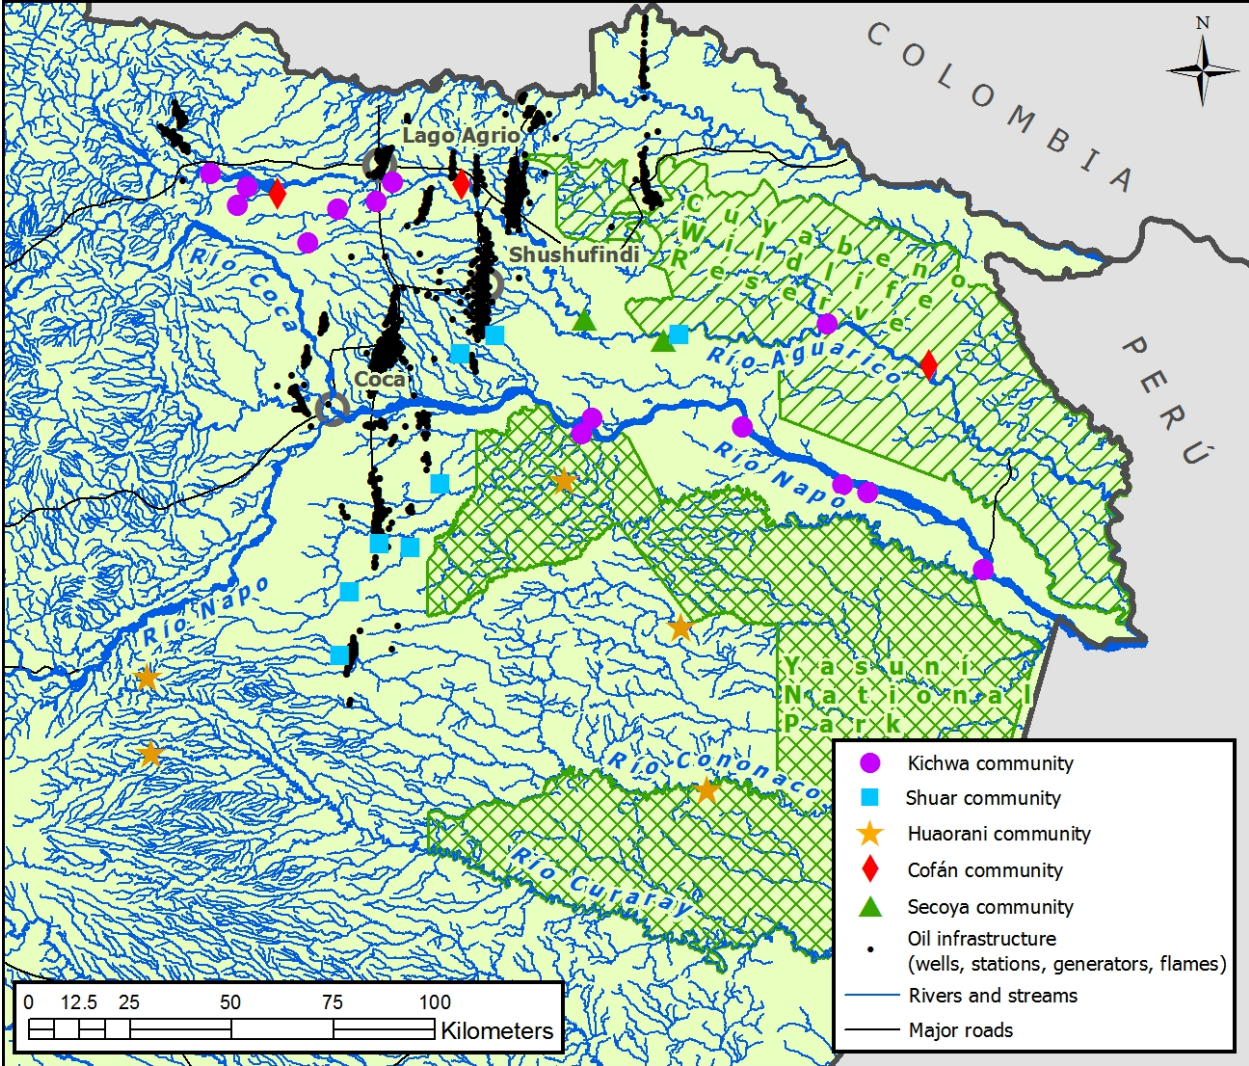 N
COLOMBIA
Lago Agrio
Cuyabeno
Wildlife
Reserve
Shushufindi
Río Coca
PERÚ
Río Aguarico
Coca
Río Napo
Río Napo
Yasuní
National
Park
Río Cononaco
Río Curaray
Kichwa community
Shuar community
Huaorani community
Cofán community
Secoya community
Oil infrastructure
(wells, stations, generators, flames)
Rivers and streams
Major roads
0 12.5 25 50 75 100
Kilometers